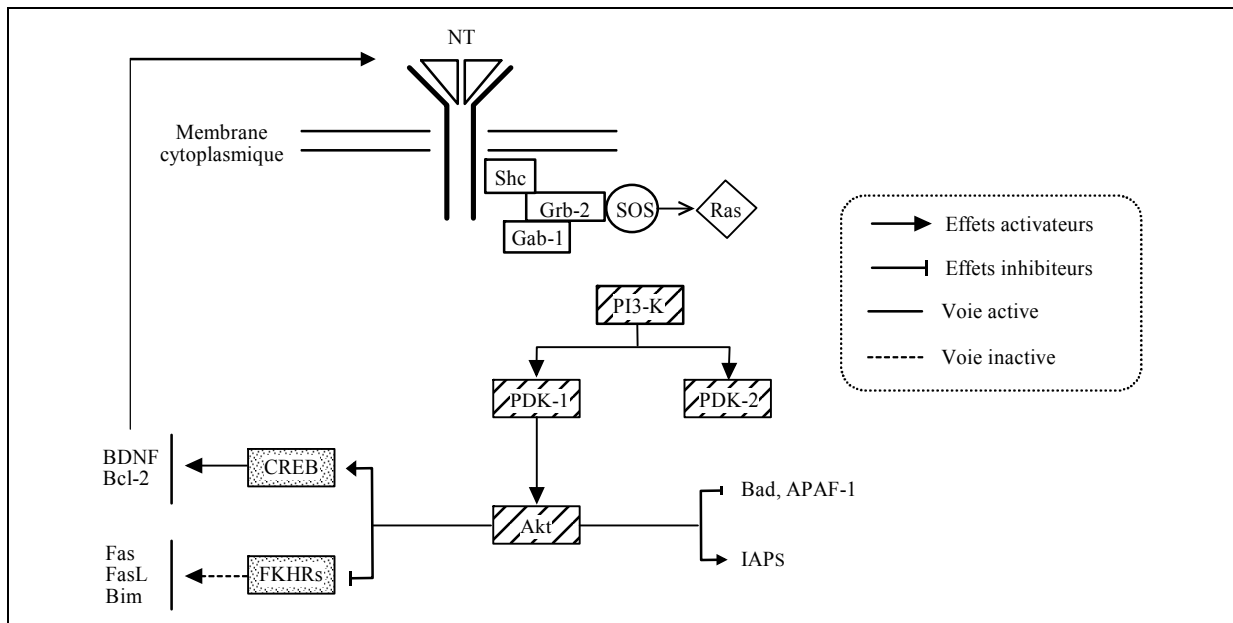 NT
Membrane
cytoplasmique
Shc
Grb-2
SOS
Ras
Gab-1
Effets activateurs
Effets inhibiteurs
Voie active
Voie inactive
PI3-K
PDK-1
PDK-2
BDNF
Bcl-2
CREB
Bad, APAF-1
Akt
Fas
FasL
Bim
FKHRs
IAPS